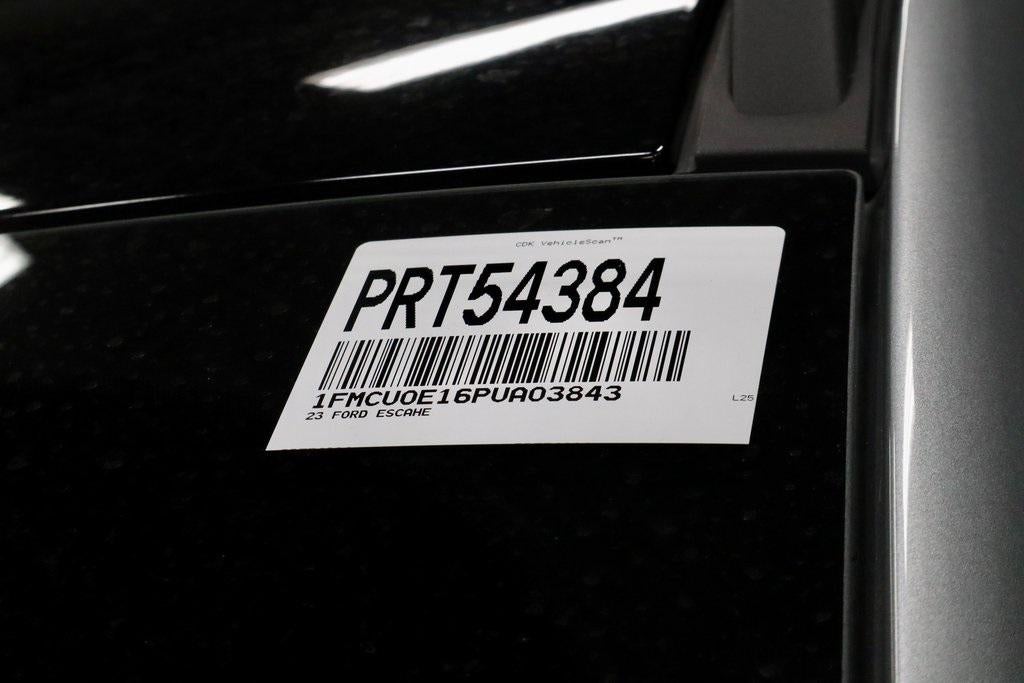 CDK VehicleScan™
PRT54384
1FMCU0E16PUA03843
L25
23 FORD ESCAHE